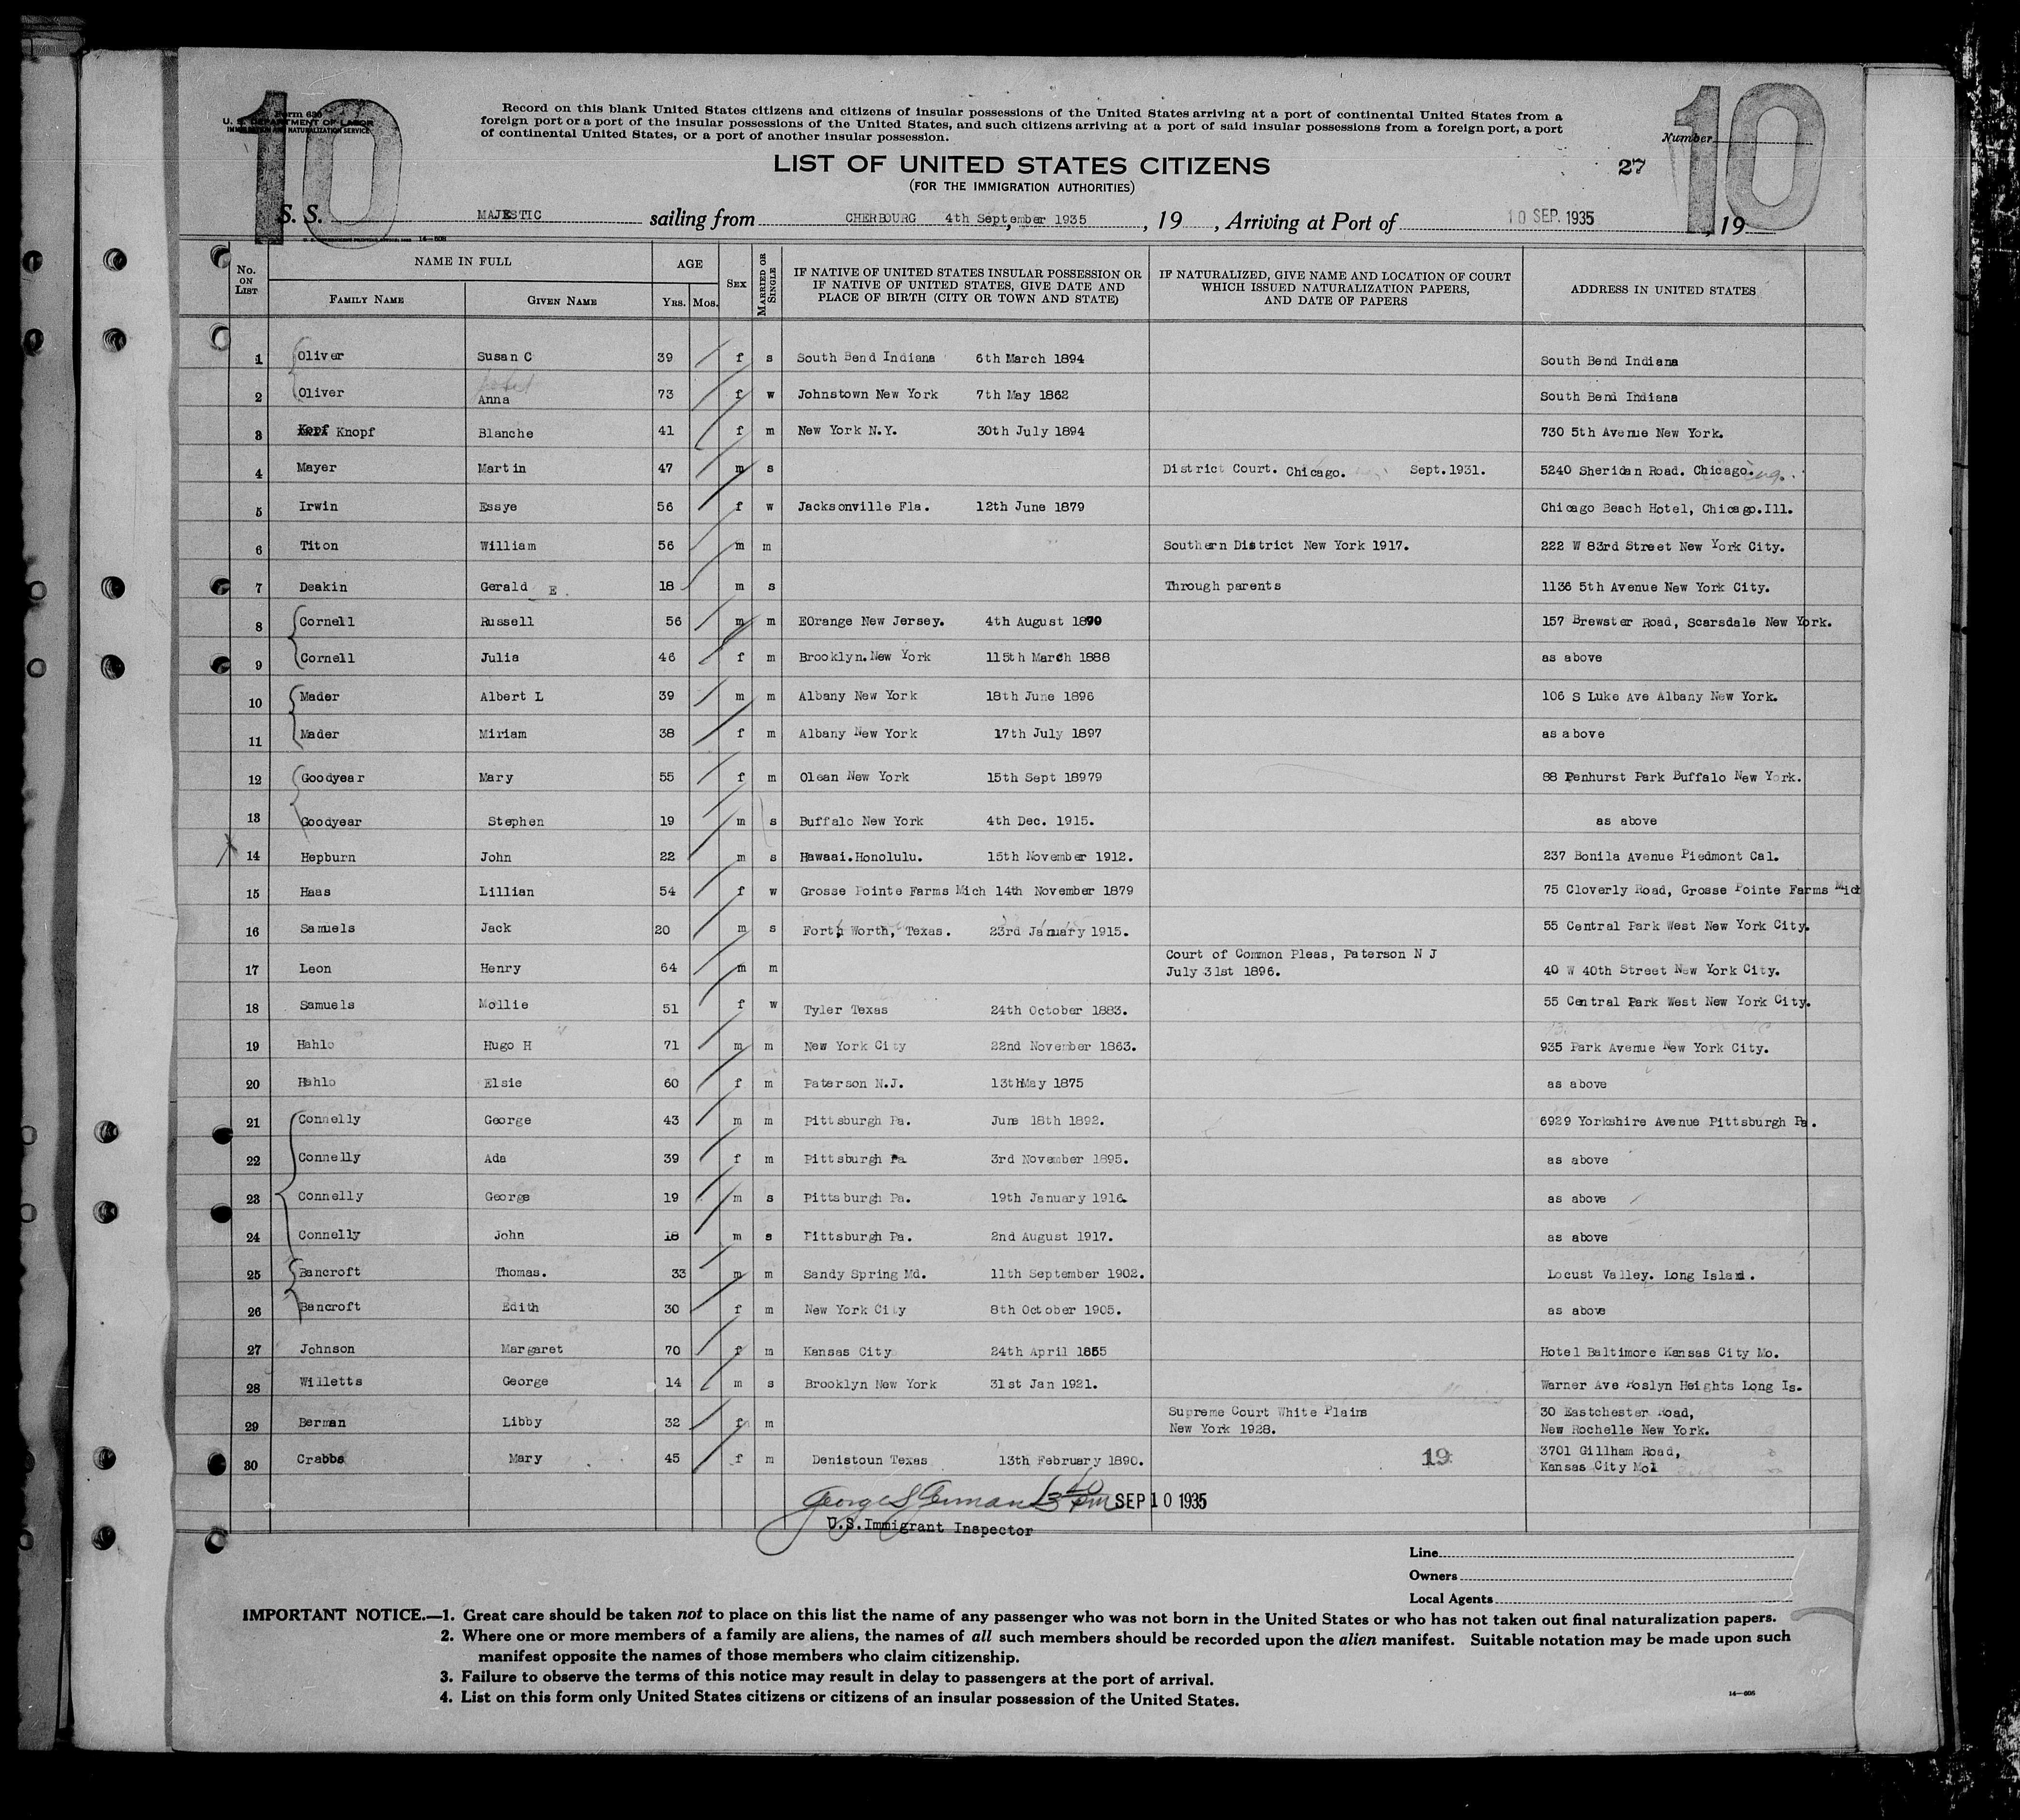 10
Form 630
U. S. DEPARTMENT OF LABOR
IMMIGRATION AND NATURALIZATION SERVICE
Record on this blank United States citizens and citizens of insular possessions of the United States arriving at a port of continental United States from a
foreign port or a port of the insular possessions of the United States, and such citizens arriving at a port of said insular possessions from a foreign port, a port
of continental United States, or a port of another insular possession.
10
Number
LIST OF UNITED STATES CITIZENS
(FOR THE IMMIGRATION AUTHORITIES)
27
S. S. MAJESTIC sailing from CHERBOURG 4th September 1935, 19 , Arriving at Port of 10 SEP. 1935, 19
14—608
No. ON LIST
NAME IN FULL
FAMILY NAME GIVEN NAME
AGE
YRS. MOS.
SEX
MARRIED OR SINGLE
IF NATIVE OF UNITED STATES INSULAR POSSESSION OR
IF NATIVE OF UNITED STATES, GIVE DATE AND
PLACE OF BIRTH (CITY OR TOWN AND STATE)
IF NATURALIZED, GIVE NAME AND LOCATION OF COURT
WHICH ISSUED NATURALIZATION PAPERS,
AND DATE OF PAPERS
ADDRESS IN UNITED STATES
1 Oliver Susan C 39 f s South Bend Indiana 6th March 1894 South Bend Indiana
2 Oliver Anna 73 f w Johnstown New York 7th May 1862 South Bend Indiana
3 Kopf Knopf Blanche 41 f m New York N.Y. 30th July 1894 730 5th Avenue New York.
4 Mayer Martin 47 m s District Court. Chicago. Sept.1931. 5240 Sheridan Road. Chicago.
5 Irwin Essye 56 f w Jacksonville Fla. 12th June 1879 Chicago Beach Hotel, Chicago.Ill.
6 Titon William 56 m m Southern District New York 1917. 222 W 83rd Street New York City.
7 Deakin Gerald E 18 m s Through parents 1136 5th Avenue New York City.
8 Cornell Russell 56 m m EOrange New Jersey. 4th August 1890 157 Brewster Road, Scarsdale New York.
9 Cornell Julia 46 f m Brooklyn.New York 115th March 1888 as above
10 Mader Albert L 39 m m Albany New York 18th June 1896 106 S Luke Ave Albany New York.
11 Mader Miriam 38 f m Albany New York 17th July 1897 as above
12 Goodyear Mary 55 f m Olean New York 15th Sept 18979 88 Penhurst Park Buffalo New York.
13 Goodyear Stephen 19 m s Buffalo New York 4th Dec. 1915. as above
14 Hepburn John 22 m s Hawaai.Honolulu. 15th November 1912. 237 Bonila Avenue Piedmont Cal.
15 Haas Lillian 54 f w Grosse Pointe Farms Mich 14th November 1879 75 Cloverly Road, Grosse Pointe Farms Mich
16 Samuels Jack 20 m s Forth Worth, Texas. 23rd January 1915. 55 Central Park West New York City.
17 Leon Henry 64 m m Court of Common Pleas, Paterson N J
July 31st 1896. 40 W 40th Street New York City.
18 Samuels Mollie 51 f w Tyler Texas 24th October 1883. 55 Central Park West New York City.
19 Hahlo Hugo H 71 m m New York City 22nd November 1863. 935 Park Avenue New York City.
20 Hahlo Elsie 60 f m Paterson N.J. 13thMay 1875 as above
21 Connelly George 43 m m Pittsburgh Pa. June 18th 1892. 6929 Yorkshire Avenue Pittsburgh Pa.
22 Connelly Ada 39 f m Pittsburgh Pa 3rd November 1895. as above
23 Connelly George 19 m s Pittsburgh Pa. 19th January 1916. as above
24 Connelly John 18 m s Pittsburgh Pa. 2nd August 1917. as above
25 Bancroft Thomas. 33 m m Sandy Spring Md. 11th September 1902. Locust Valley. Long Island.
26 Bancroft Edith 30 f m New York City 8th October 1905. as above
27 Johnson Margaret 70 f m Kansas City 24th April 1865 Hotel Baltimore Kansas City Mo.
28 Willetts George 14 m s Brooklyn New York 31st Jan 1921. Warner Ave Roslyn Heights Long Is.
29 Berman Libby 32 f m Supreme Court White Plains
New York 1928. 30 Eastchester Road,
New Rochelle New York.
30 Crabbs Mary 45 f m Denistoun Texas 13th February 1890. 19 3701 Gillham Road,
Kansas City Mo1
George S German SEP 10 1935
U.S.Immigrant Inspector
Line
Owners
Local Agents
IMPORTANT NOTICE.—1. Great care should be taken not to place on this list the name of any passenger who was not born in the United States or who has not taken out final naturalization papers.
2. Where one or more members of a family are aliens, the names of all such members should be recorded upon the alien manifest. Suitable notation may be made upon such
manifest opposite the names of those members who claim citizenship.
3. Failure to observe the terms of this notice may result in delay to passengers at the port of arrival.
4. List on this form only United States citizens or citizens of an insular possession of the United States.
14—608